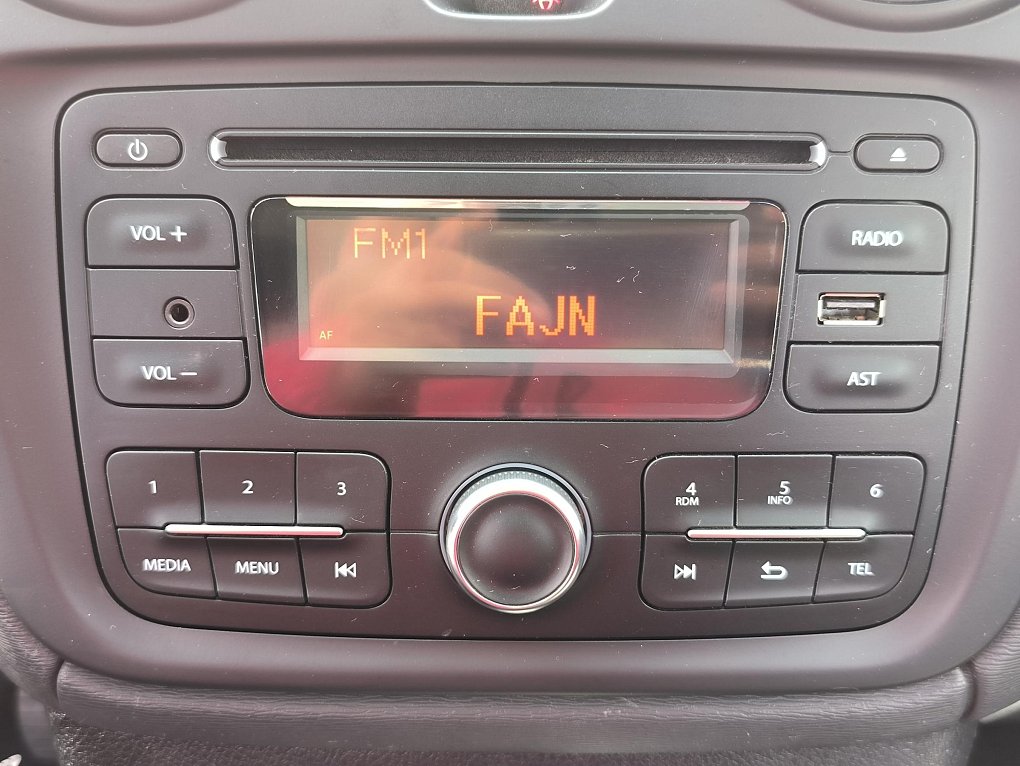 VOL +
FM1
RADIO
AF
FAJN
VOL −
AST
1
2
3
4
RDM
5
INFO
6
MEDIA
MENU
TEL